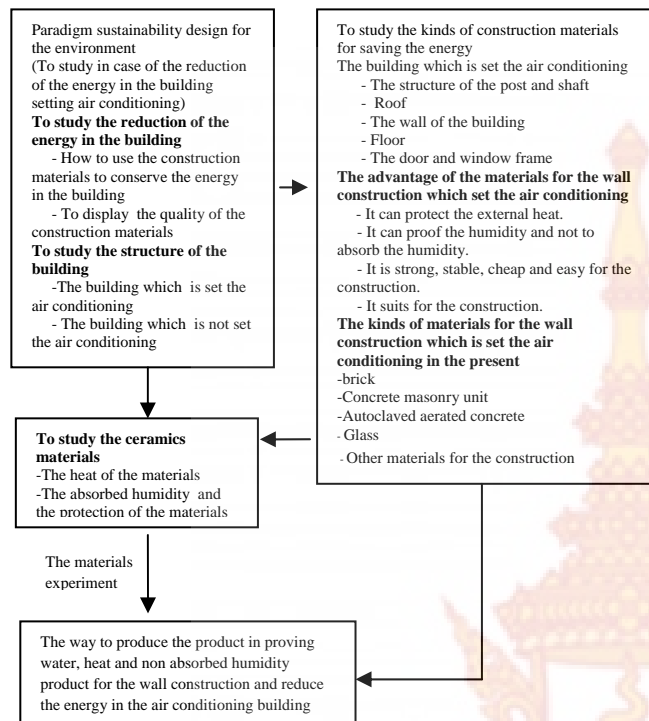 Paradigm sustainability design for
the environment
(To study in case of the reduction
of the energy in the building
setting air conditioning)
To study the reduction of the
energy in the building
- How to use the construction
materials to conserve the energy
in the building
- To display the quality of the
construction materials
To study the structure of the
building
-The building which is set the
air conditioning
- The building which is not set
the air conditioning
To study the kinds of construction materials
for saving the energy
The building which is set the air conditioning
- The structure of the post and shaft
- Roof
- The wall of the building
- Floor
- The door and window frame
The advantage of the materials for the wall
construction which set the air conditioning
- It can protect the external heat.
- It can proof the humidity and not to
absorb the humidity.
- It is strong, stable, cheap and easy for the
construction.
- It suits for the construction.
The kinds of materials for the wall
construction which is set the air
conditioning in the present
-brick
-Concrete masonry unit
-Autoclaved aerated concrete
- Glass
- Other materials for the construction
To study the ceramics
materials
-The heat of the materials
-The absorbed humidity and
the protection of the materials
The materials
experiment
The way to produce the product in proving
water, heat and non absorbed humidity
product for the wall construction and reduce
the energy in the air conditioning building